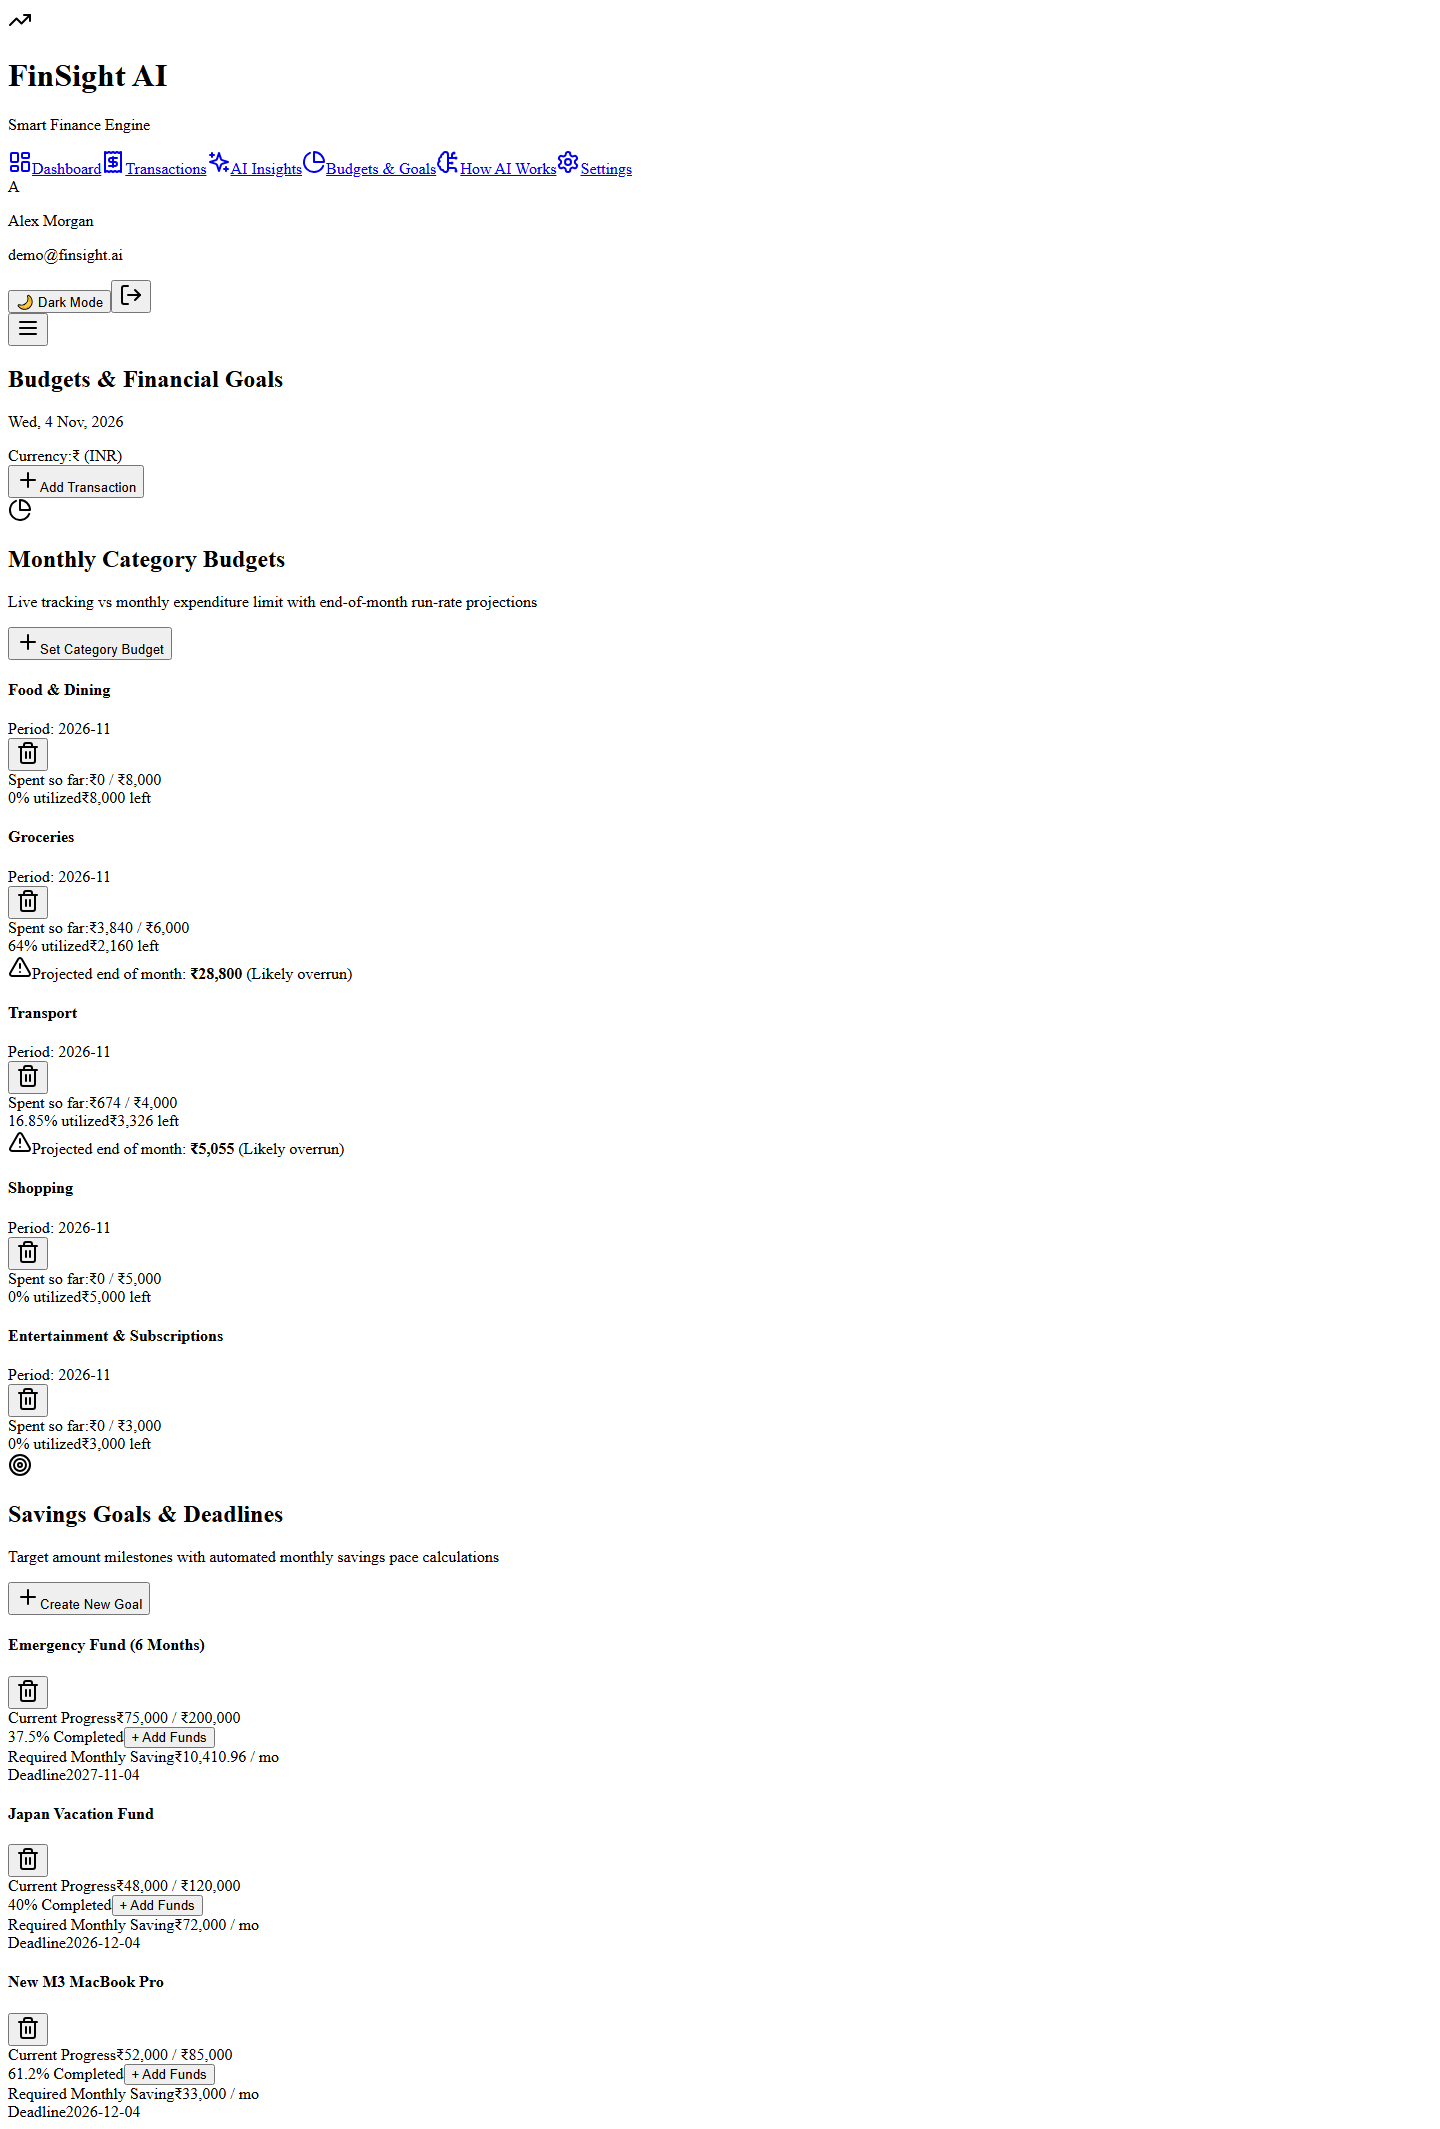 FinSight AI
Smart Finance Engine
Dashboard Transactions AI Insights Budgets & Goals How AI Works Settings
A
Alex Morgan
demo@finsight.ai
🌙 Dark Mode
Budgets & Financial Goals
Wed, 4 Nov, 2026
Currency:₹ (INR)
Add Transaction
Monthly Category Budgets
Live tracking vs monthly expenditure limit with end-of-month run-rate projections
Set Category Budget
Food & Dining
Period: 2026-11
Spent so far:₹0 / ₹8,000
0% utilized₹8,000 left
Groceries
Period: 2026-11
Spent so far:₹3,840 / ₹6,000
64% utilized₹2,160 left
Projected end of month: ₹28,800 (Likely overrun)
Transport
Period: 2026-11
Spent so far:₹674 / ₹4,000
16.85% utilized₹3,326 left
Projected end of month: ₹5,055 (Likely overrun)
Shopping
Period: 2026-11
Spent so far:₹0 / ₹5,000
0% utilized₹5,000 left
Entertainment & Subscriptions
Period: 2026-11
Spent so far:₹0 / ₹3,000
0% utilized₹3,000 left
Savings Goals & Deadlines
Target amount milestones with automated monthly savings pace calculations
Create New Goal
Emergency Fund (6 Months)
Current Progress₹75,000 / ₹200,000
37.5% Completed + Add Funds
Required Monthly Saving₹10,410.96 / mo
Deadline2027-11-04
Japan Vacation Fund
Current Progress₹48,000 / ₹120,000
40% Completed + Add Funds
Required Monthly Saving₹72,000 / mo
Deadline2026-12-04
New M3 MacBook Pro
Current Progress₹52,000 / ₹85,000
61.2% Completed + Add Funds
Required Monthly Saving₹33,000 / mo
Deadline2026-12-04